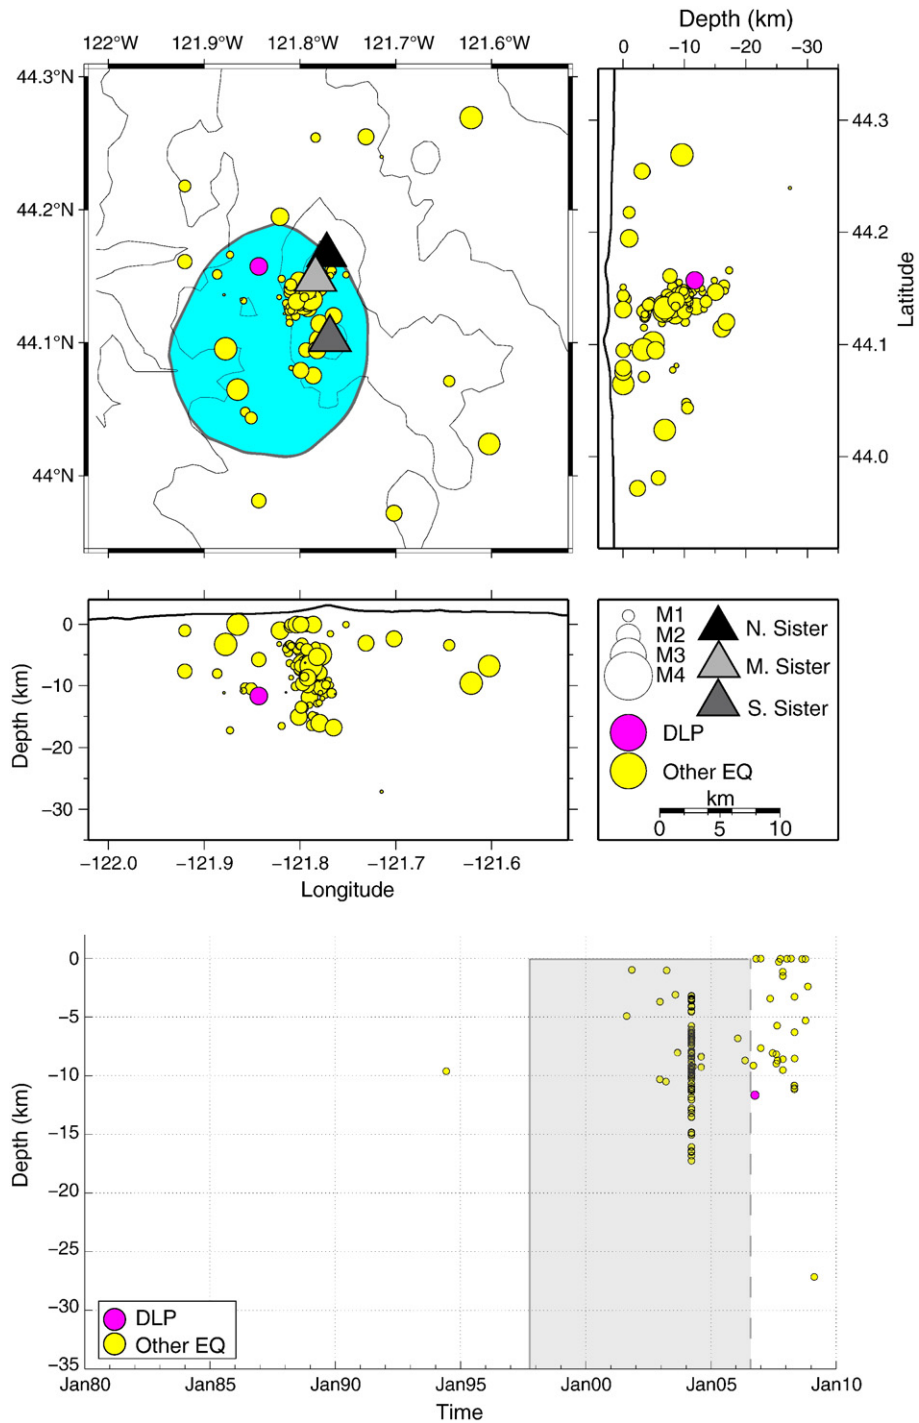 Depth (km)
122°W 121.9°W 121.8°W 121.7°W 121.6°W
0 −10 −20 −30
44.3°N
44.2°N
44.1°N
44°N
44.3
44.2
44.1
44.0
Latitude
0
−10
−20
−30
Depth (km)
−122.0 −121.9 −121.8 −121.7 −121.6
Longitude
M1
M2
M3
M4
N. Sister
M. Sister
S. Sister
DLP
Other EQ
km
0 5 10
0
−5
−10
−15
−20
−25
−30
−35
Depth (km)
DLP
Other EQ
Jan80 Jan85 Jan90 Jan95 Jan00 Jan05 Jan10
Time